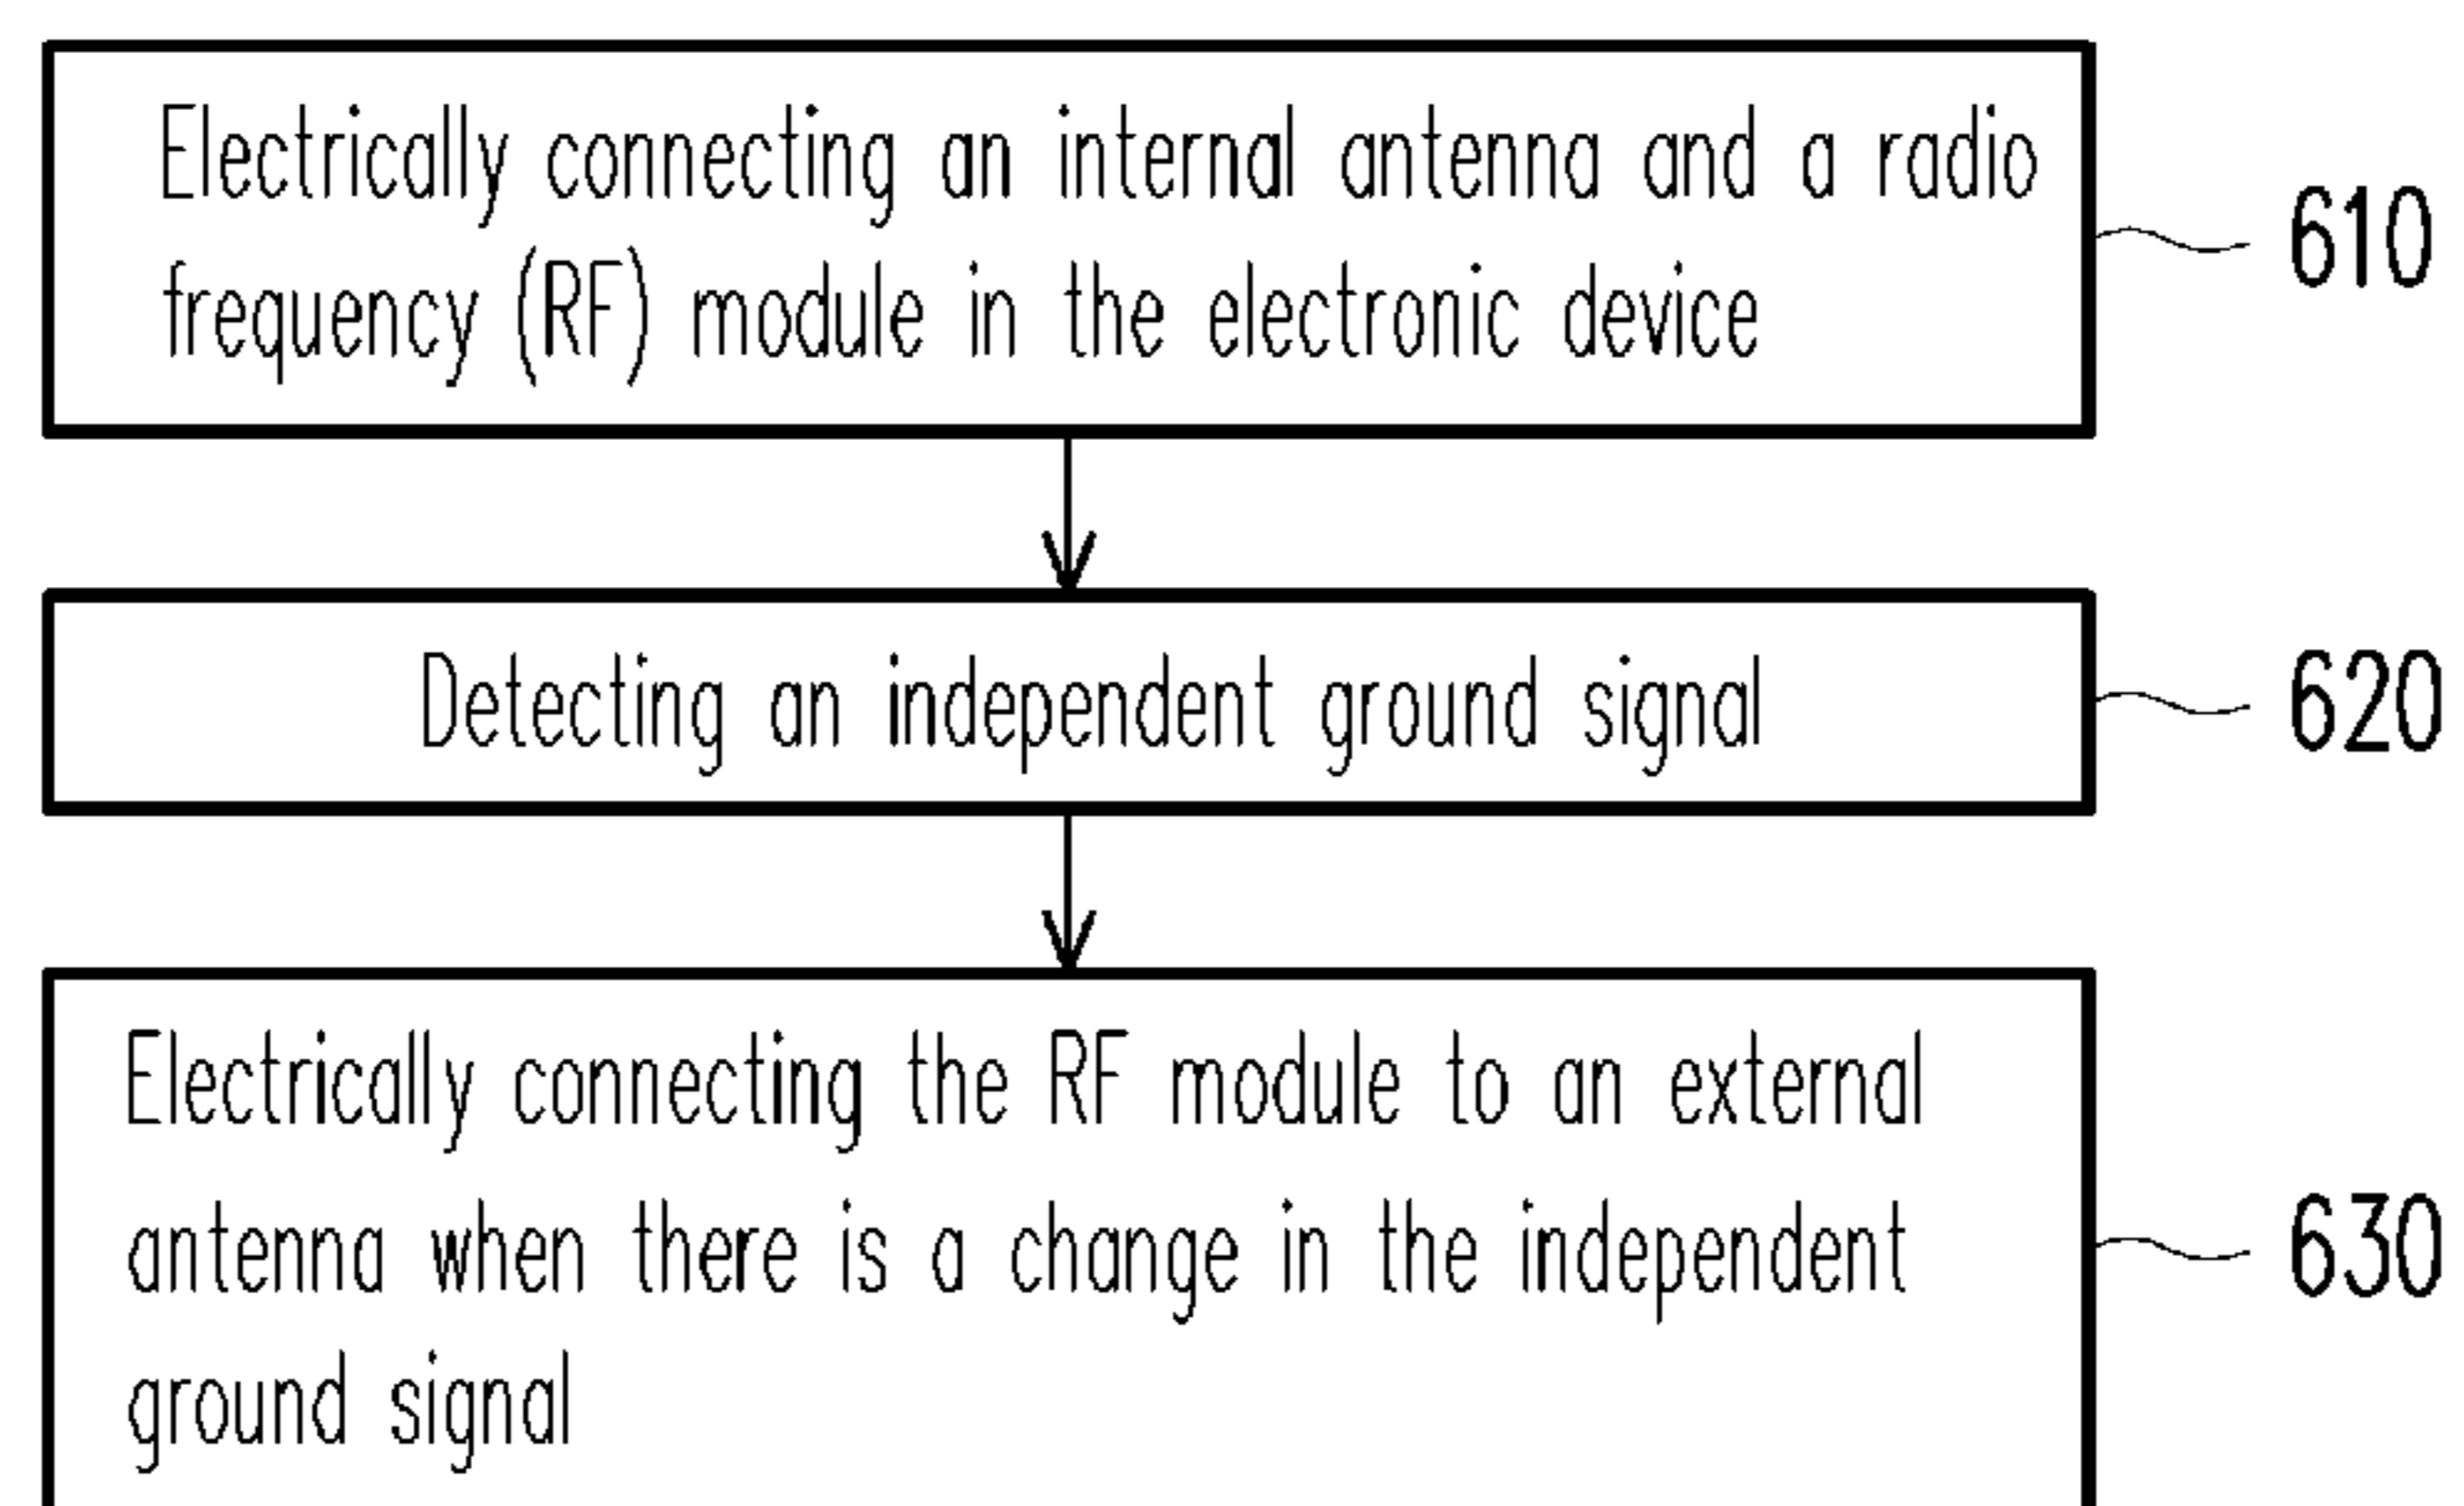 Electrically connecting an internal antenna and a radio
frequency (RF) module in the electronic device
610
Detecting an independent ground signal
620
Electrically connecting the RF module to an external
antenna when there is a change in the independent
ground signal
630